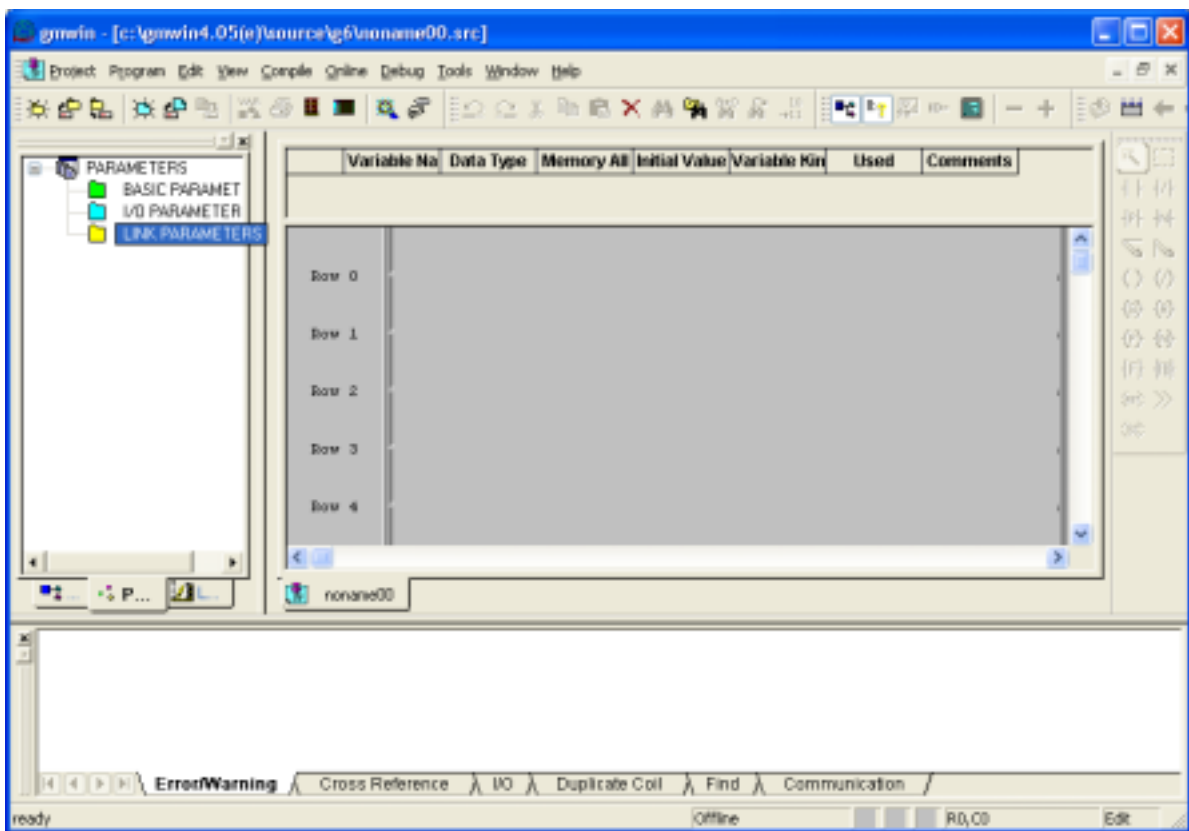 gmwin - [c:\gmwin4.05(e)\source\g6\noname00.src]
Project Program Edit View Compile Online Debug Tools Window Help
PARAMETERS
BASIC PARAMET
I/O PARAMETER
LINK PARAMETERS
Variable Na Data Type Memory All Initial Value Variable Kin Used Comments
Row 0
Row 1
Row 2
Row 3
Row 4
... P... L...
noname00
Error/Warning Cross Reference I/O Duplicate Coil Find Communication
ready Offline R0,C0 Edit